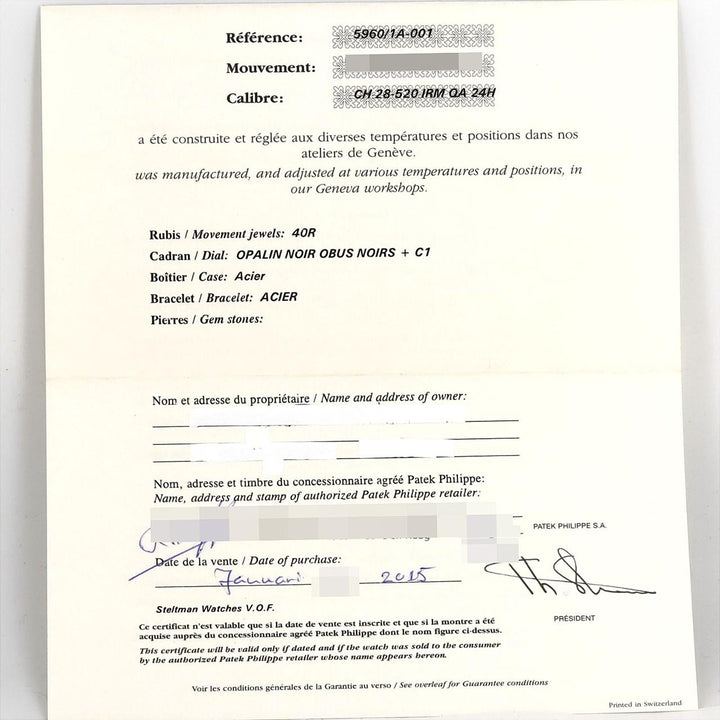 Référence: 5960/1A-001
Mouvement:
Calibre: CH 28-520 IRM QA 24H
a été construite et réglée aux diverses températures et positions dans nos
ateliers de Genève.
was manufactured, and adjusted at various temperatures and positions, in
our Geneva workshops.
Rubis / Movement jewels: 40R
Cadran / Dial: OPALIN NOIR OBUS NOIRS + C1
Boîtier / Case: Acier
Bracelet / Bracelet: ACIER
Pierres / Gem stones:
Nom et adresse du propriétaire / Name and address of owner:
Nom, adresse et timbre du concessionnaire agréé Patek Philippe:
Name, address and stamp of authorized Patek Philippe retailer:
PATEK PHILIPPE S.A.
Date de la vente / Date of purchase:
Januari 2015
Steltman Watches V.O.F.
PRÉSIDENT
Ce certificat n'est valable que si la date de vente est inscrite et que si la montre a été
acquise auprès du concessionnaire agréé Patek Philippe dont le nom figure ci-dessus.
This certificate will be valid only if dated and if the watch was sold to the consumer
by the authorized Patek Philippe retailer whose name appears hereon.
Voir les conditions générales de la Garantie au verso / See overleaf for Guarantee conditions
Printed in Switzerland